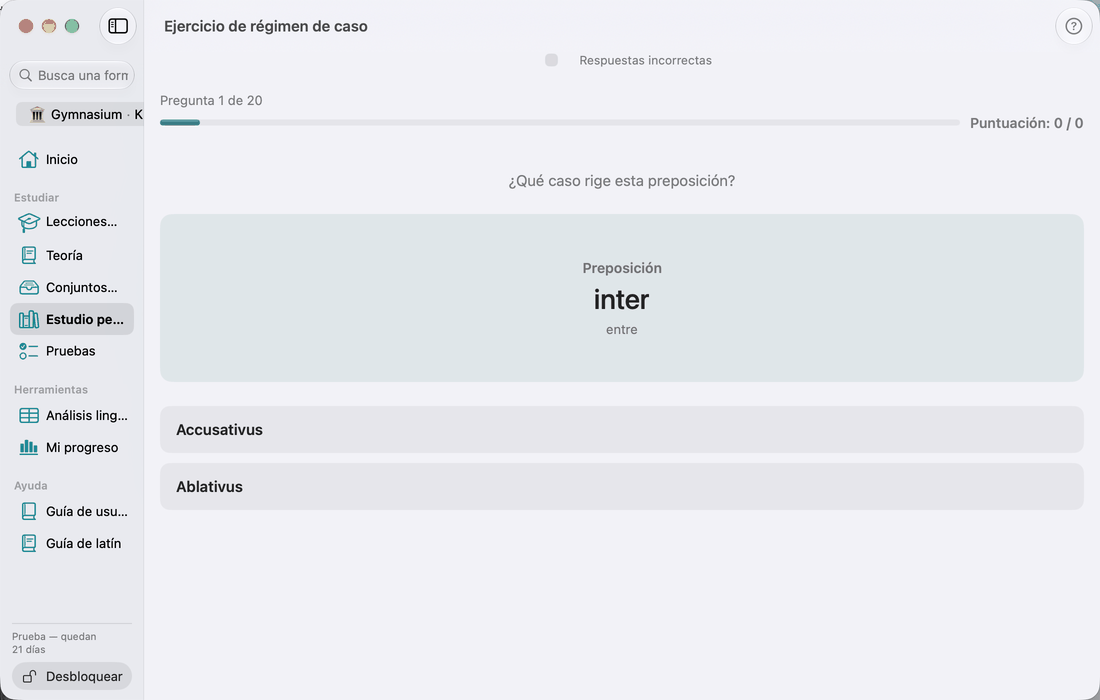 Ejercicio de régimen de caso
Busca una forn
Gymnasium · K
Inicio
Estudiar
Lecciones...
Teoría
Conjuntos...
Estudio pe...
Pruebas
Herramientas
Análisis ling...
Mi progreso
Ayuda
Guía de usu...
Guía de latín
Prueba — quedan
21 días
Desbloquear
Respuestas incorrectas
Pregunta 1 de 20
Puntuación: 0 / 0
¿Qué caso rige esta preposición?
Preposición
inter
entre
Accusativus
Ablativus